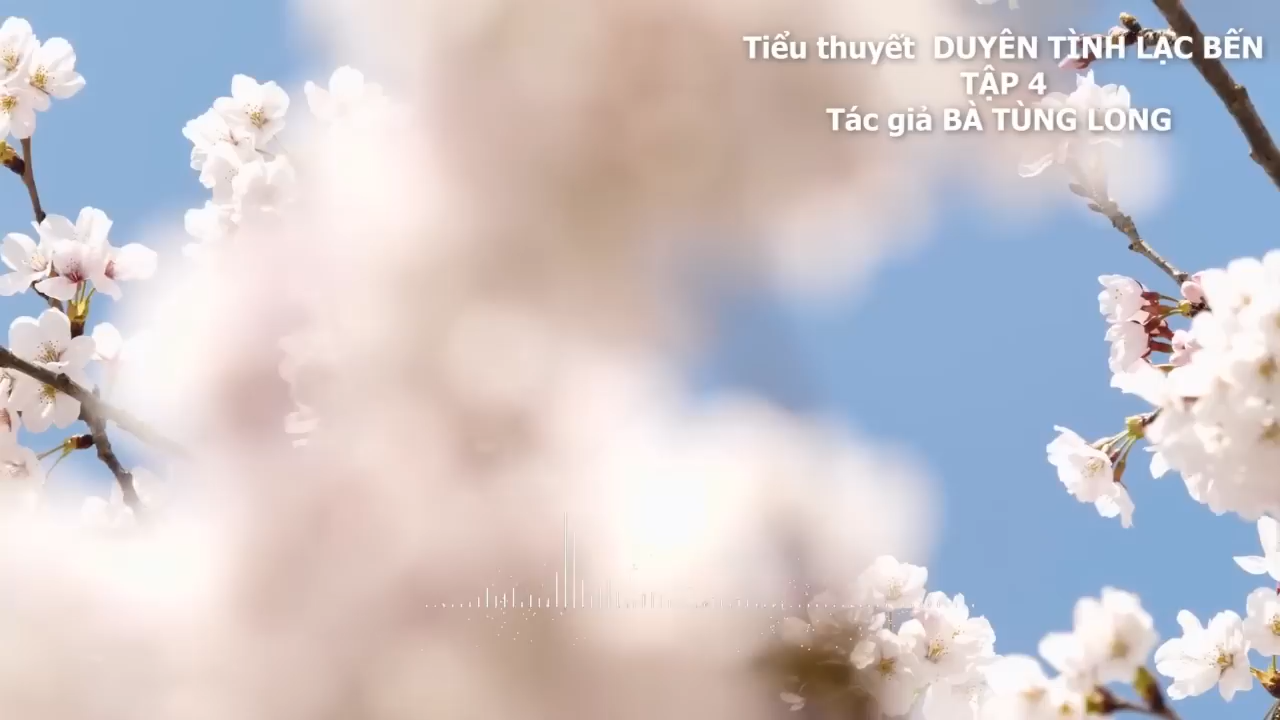 Tiểu thuyết  DUYÊN TÌNH LẠC BẾN
TẬP 4
Tác giả BÀ TÙNG LONG